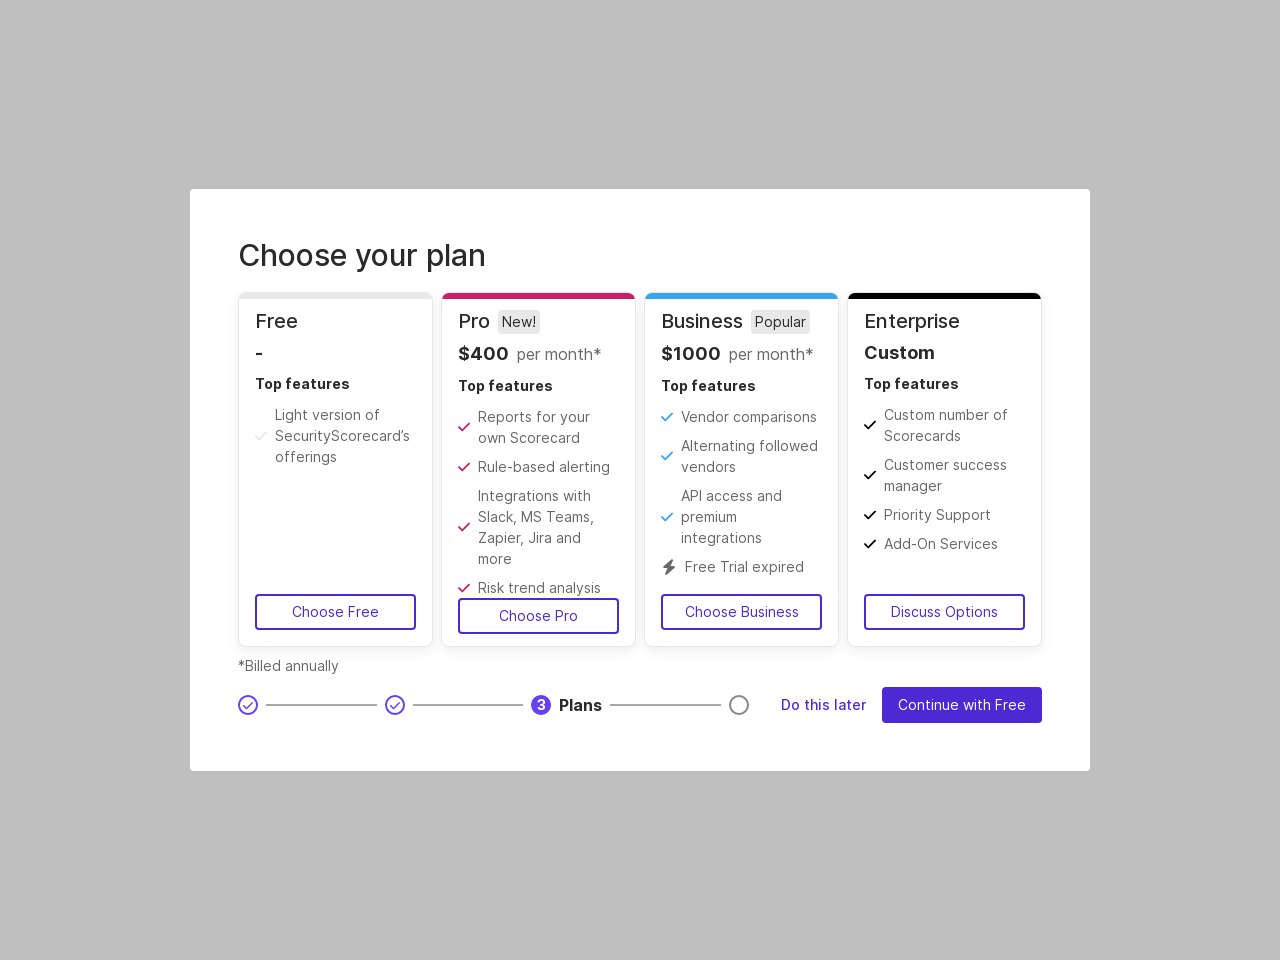 Choose your plan
Free
-
Top features
Light version of
SecurityScorecard’s
offerings
Choose Free
Pro New!
$400 per month*
Top features
Reports for your
own Scorecard
Rule-based alerting
Integrations with
Slack, MS Teams,
Zapier, Jira and
more
Risk trend analysis
Choose Pro
Business Popular
$1000 per month*
Top features
Vendor comparisons
Alternating followed
vendors
API access and
premium
integrations
Free Trial expired
Choose Business
Enterprise
Custom
Top features
Custom number of
Scorecards
Customer success
manager
Priority Support
Add-On Services
Discuss Options
*Billed annually
3 Plans
Do this later
Continue with Free